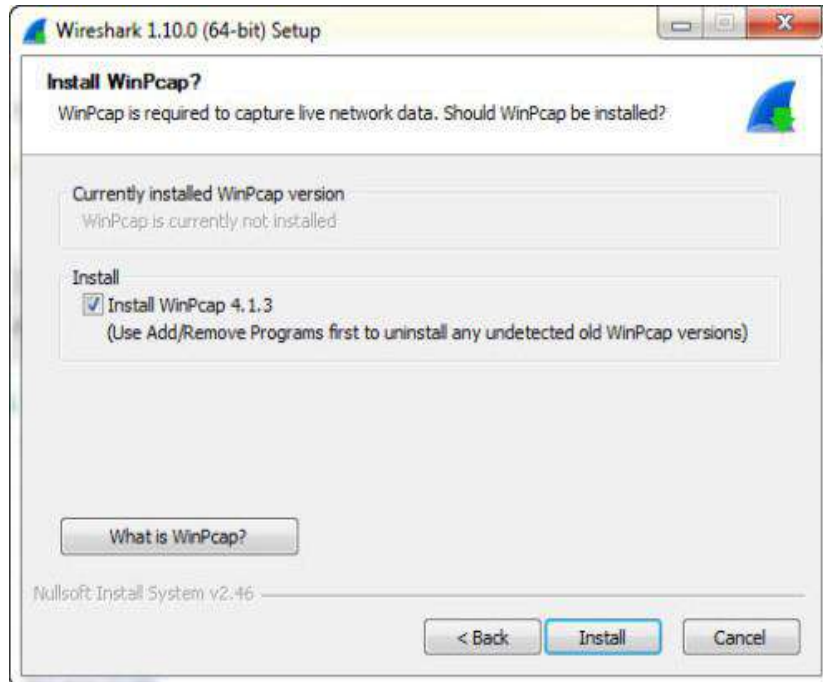 Wireshark 1.10.0 (64-bit) Setup
Install WinPcap?
WinPcap is required to capture live network data. Should WinPcap be installed?
Currently installed WinPcap version
WinPcap is currently not installed
Install
Install WinPcap 4.1.3
(Use Add/Remove Programs first to uninstall any undetected old WinPcap versions)
What is WinPcap?
Nullsoft Install System v2.46
< Back
Install
Cancel